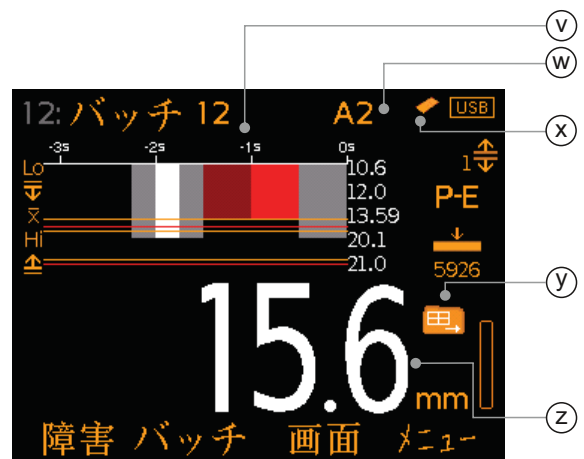 v
w
x
12: バッチ 12 A2 USB
-3s -2s -1s 0s
1
Lo 10.6
12.0
P-E
x̄ 13.59
Hi 20.1
21.0
5926
y
15.6
mm
z
障害 バッチ 画面 メニュー